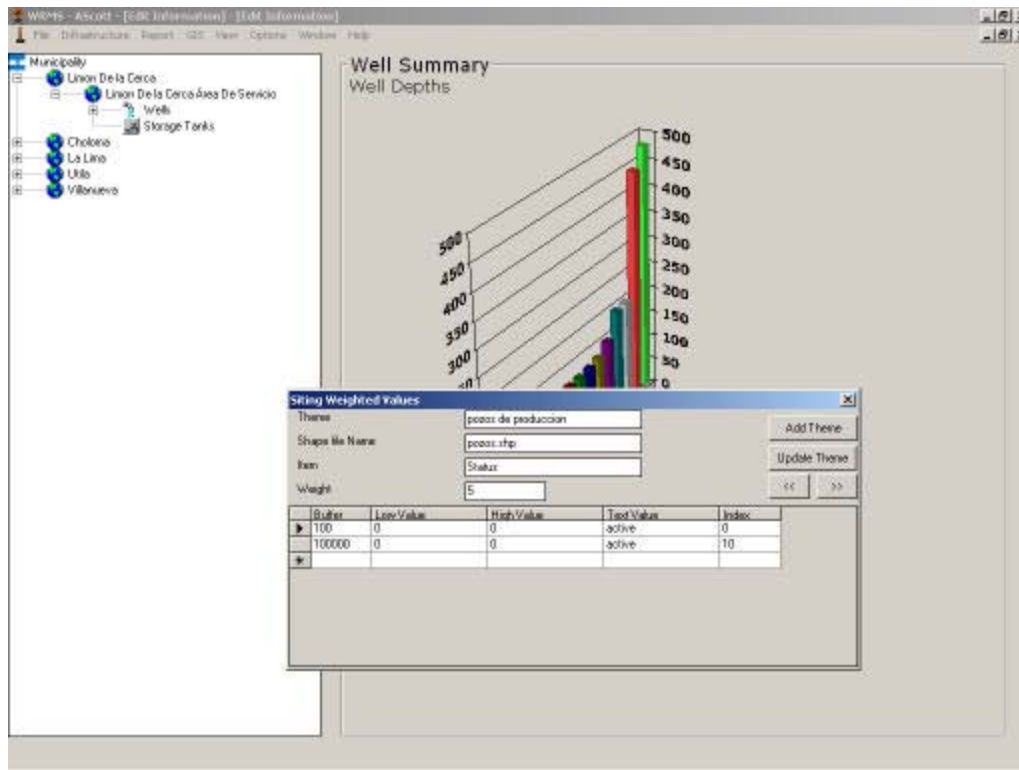 WRMS - AScott - [Edit Information] - [Edit Information]
File Infrastructure Report GIS View Options Window Help
Municipality
Limon De la Cerca
Limon De la Cerca Área De Servicio
Wells
Storage Tanks
Choloma
La Lima
Utila
Villanueva
Well Summary
Well Depths
500
450
400
350
300
250
200
150
100
50
0
500
450
400
350
300
Siting Weighted Values
Theme
pozos de produccion
Add Theme
Shape file Name
pozos.shp
Update Theme
Item
Status
Weight
5
<< >>
Buffer Low Value High Value Text Value Index
100 0 0 active 0
100000 0 0 active 10